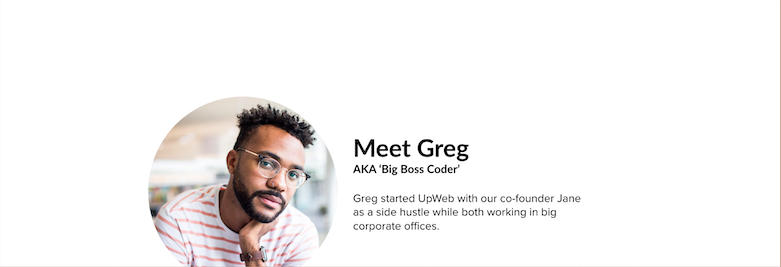 Meet Greg
AKA ‘Big Boss Coder’
Greg started UpWeb with our co-founder Jane
as a side hustle while both working in big
corporate offices.